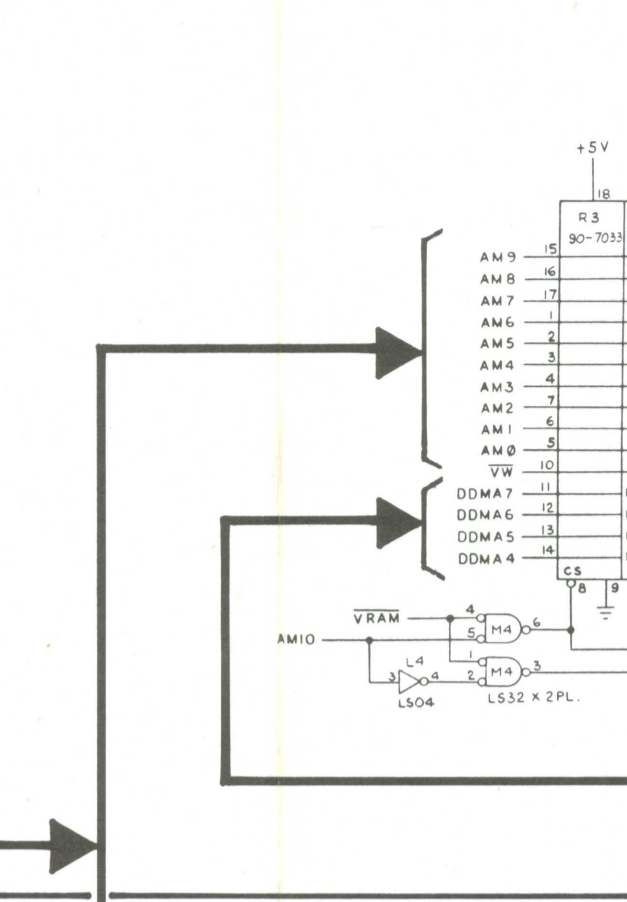 +5V
18
R3
90-7033
AM9 15
AM8 16
AM7 17
AM6 1
AM5 2
AM4 3
AM3 4
AM2 7
AM1 6
AMØ 5
VW 10
DDMA7 11
DDMA6 12
DDMA5 13
DDMA4 14
CS
8 9
VRAM 4
M4 6
AM10 5
L4 1
M4 3
3 4 2
LS04
LS32 X 2PL.